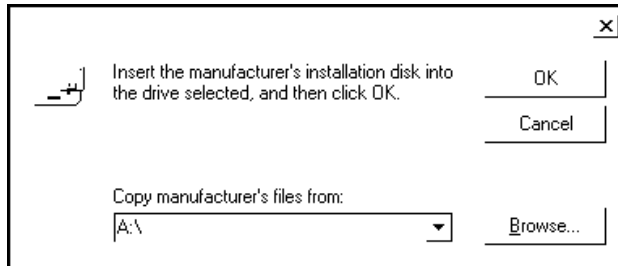 Insert the manufacturer's installation disk into
the drive selected, and then click OK.
OK
Cancel
Copy manufacturer's files from:
A:\
Browse...